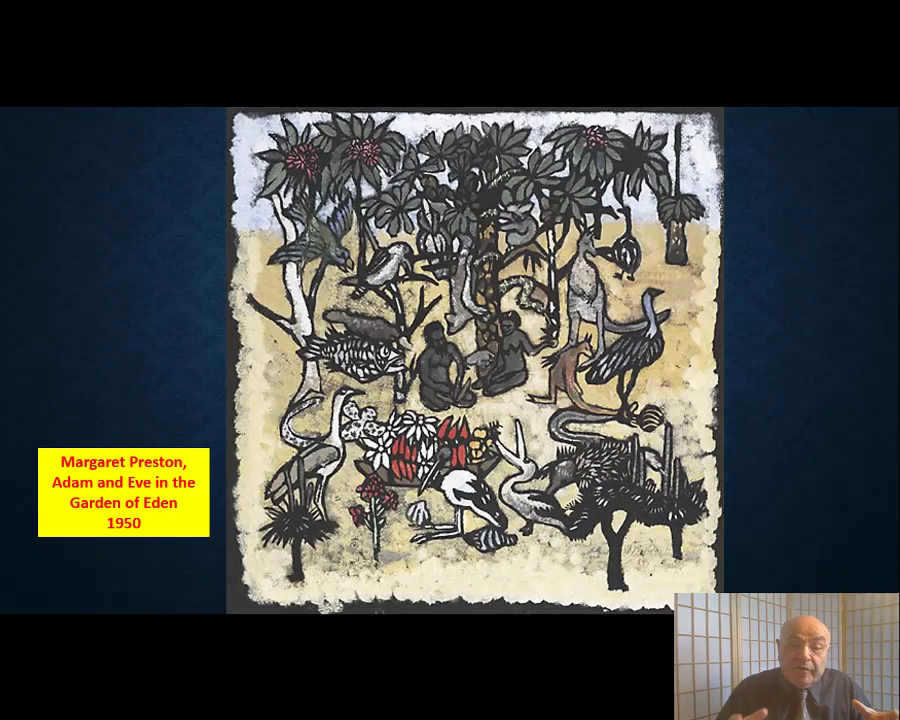 Margaret Preston,
Adam and Eve in the
Garden of Eden
1950